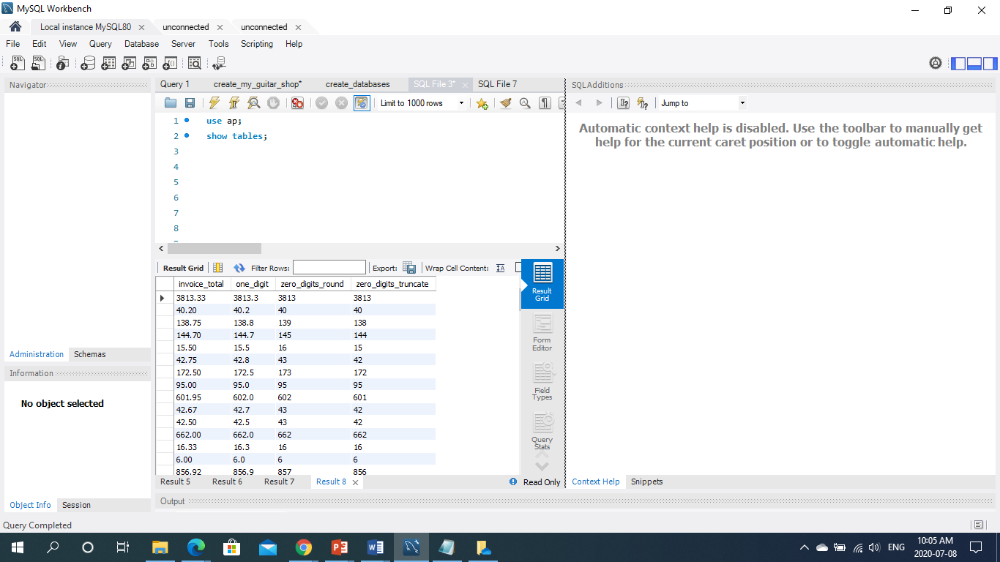 MySQL Workbench
Local instance MySQL80 unconnected unconnected
File Edit View Query Database Server Tools Scripting Help
Navigator
Query 1 create_my_guitar_shop* create_databases SQL File 3* SQL File 7
SQLAdditions
Limit to 1000 rows
Jump to
1 use ap;
2 show tables;
3
4
5
6
7
8
Automatic context help is disabled. Use the toolbar to manually get
help for the current caret position or to toggle automatic help.
Result Grid Filter Rows: Export: Wrap Cell Content:
invoice_total one_digit zero_digits_round zero_digits_truncate
3813.33 3813.3 3813 3813
40.20 40.2 40 40
138.75 138.8 139 138
144.70 144.7 145 144
15.50 15.5 16 15
42.75 42.8 43 42
172.50 172.5 173 172
95.00 95.0 95 95
601.95 602.0 602 601
42.67 42.7 43 42
42.50 42.5 43 42
662.00 662.0 662 662
16.33 16.3 16 16
6.00 6.0 6 6
856.92 856.9 857 856
Result
Grid
Form
Editor
Field
Types
Query
Stats
Administration Schemas
Information
No object selected
Result 5 Result 6 Result 7 Result 8 Read Only
Context Help Snippets
Object Info Session
Output
Query Completed
ENG
10:05 AM
2020-07-08